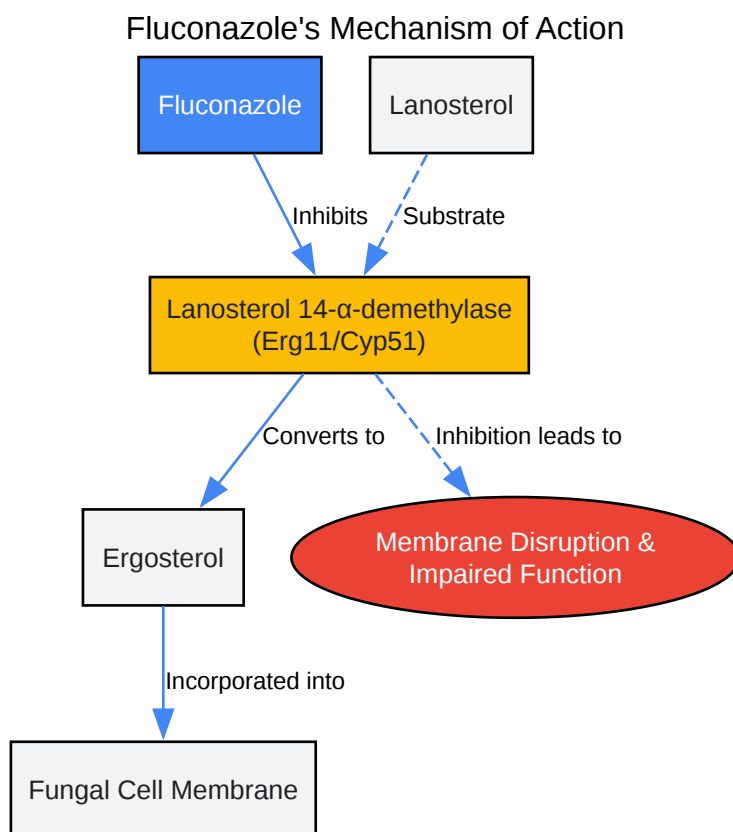 Fluconazole's Mechanism of Action
Fluconazole
Lanosterol
Inhibits
Substrate
Lanosterol 14-α-demethylase
(Erg11/Cyp51)
Converts to
Inhibition leads to
Ergosterol
Membrane Disruption &
Impaired Function
Incorporated into
Fungal Cell Membrane